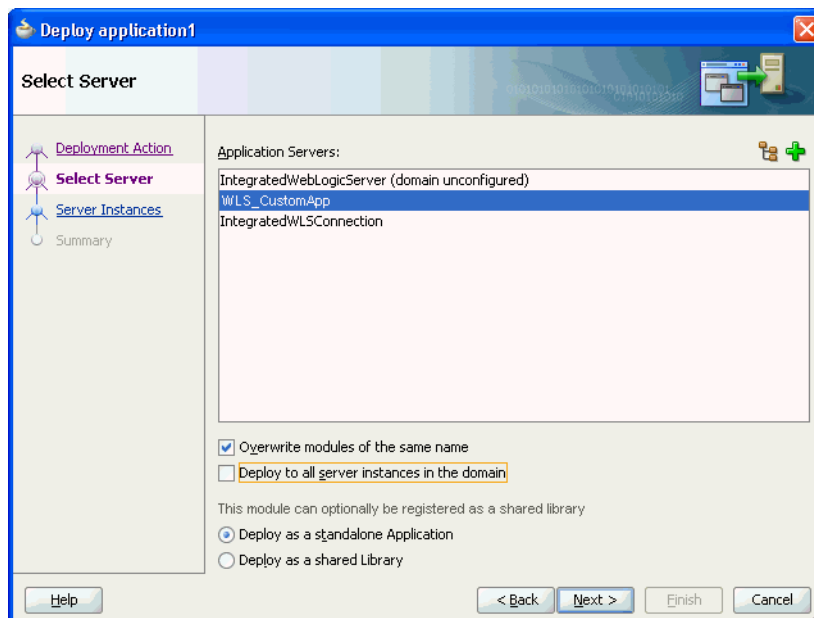 Deploy application1
Select Server
Deployment Action
Select Server
Server Instances
Summary
Application Servers:
IntegratedWebLogicServer (domain unconfigured)
WLS_CustomApp
IntegratedWLSConnection
Overwrite modules of the same name
Deploy to all server instances in the domain
This module can optionally be registered as a shared library
Deploy as a standalone Application
Deploy as a shared Library
Help
< Back
Next >
Finish
Cancel